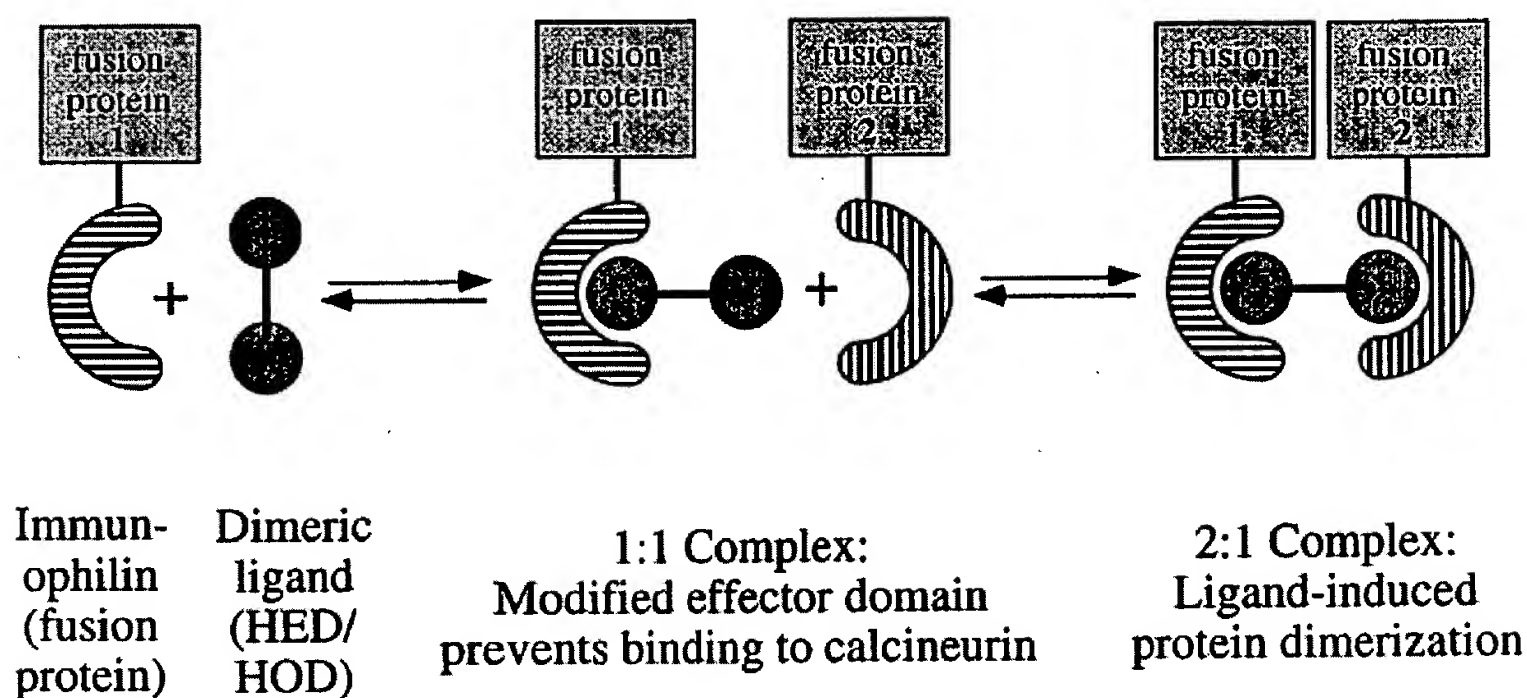 fusion
protein
1
+
fusion
protein
1
fusion
protein
2
+
fusion
protein
1
fusion
protein
2
Immun-
ophilin
(fusion
protein)
Dimeric
ligand
(HED/
HOD)
1:1 Complex:
Modified effector domain
prevents binding to calcineurin
2:1 Complex:
Ligand-induced
protein dimerization